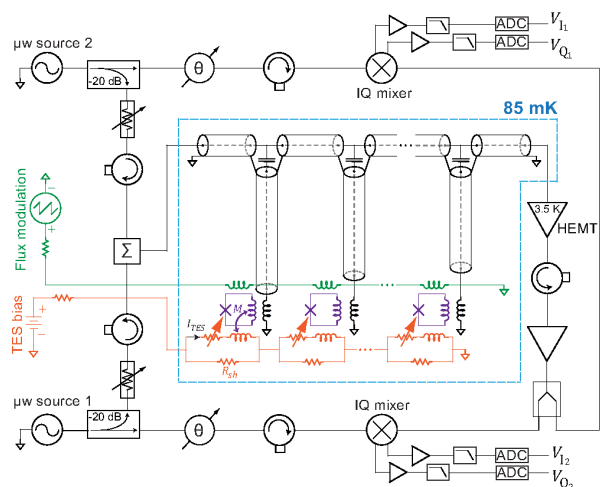 μw source 2
-20 dB
θ
IQ mixer
ADC
V_I1
ADC
V_Q1
85 mK
Flux modulation
-
+
Σ
3.5 K
HEMT
TES bias
+
-
M
I_TES
R_sh
μw source 1
-20 dB
θ
IQ mixer
ADC
V_I2
ADC
V_Q2